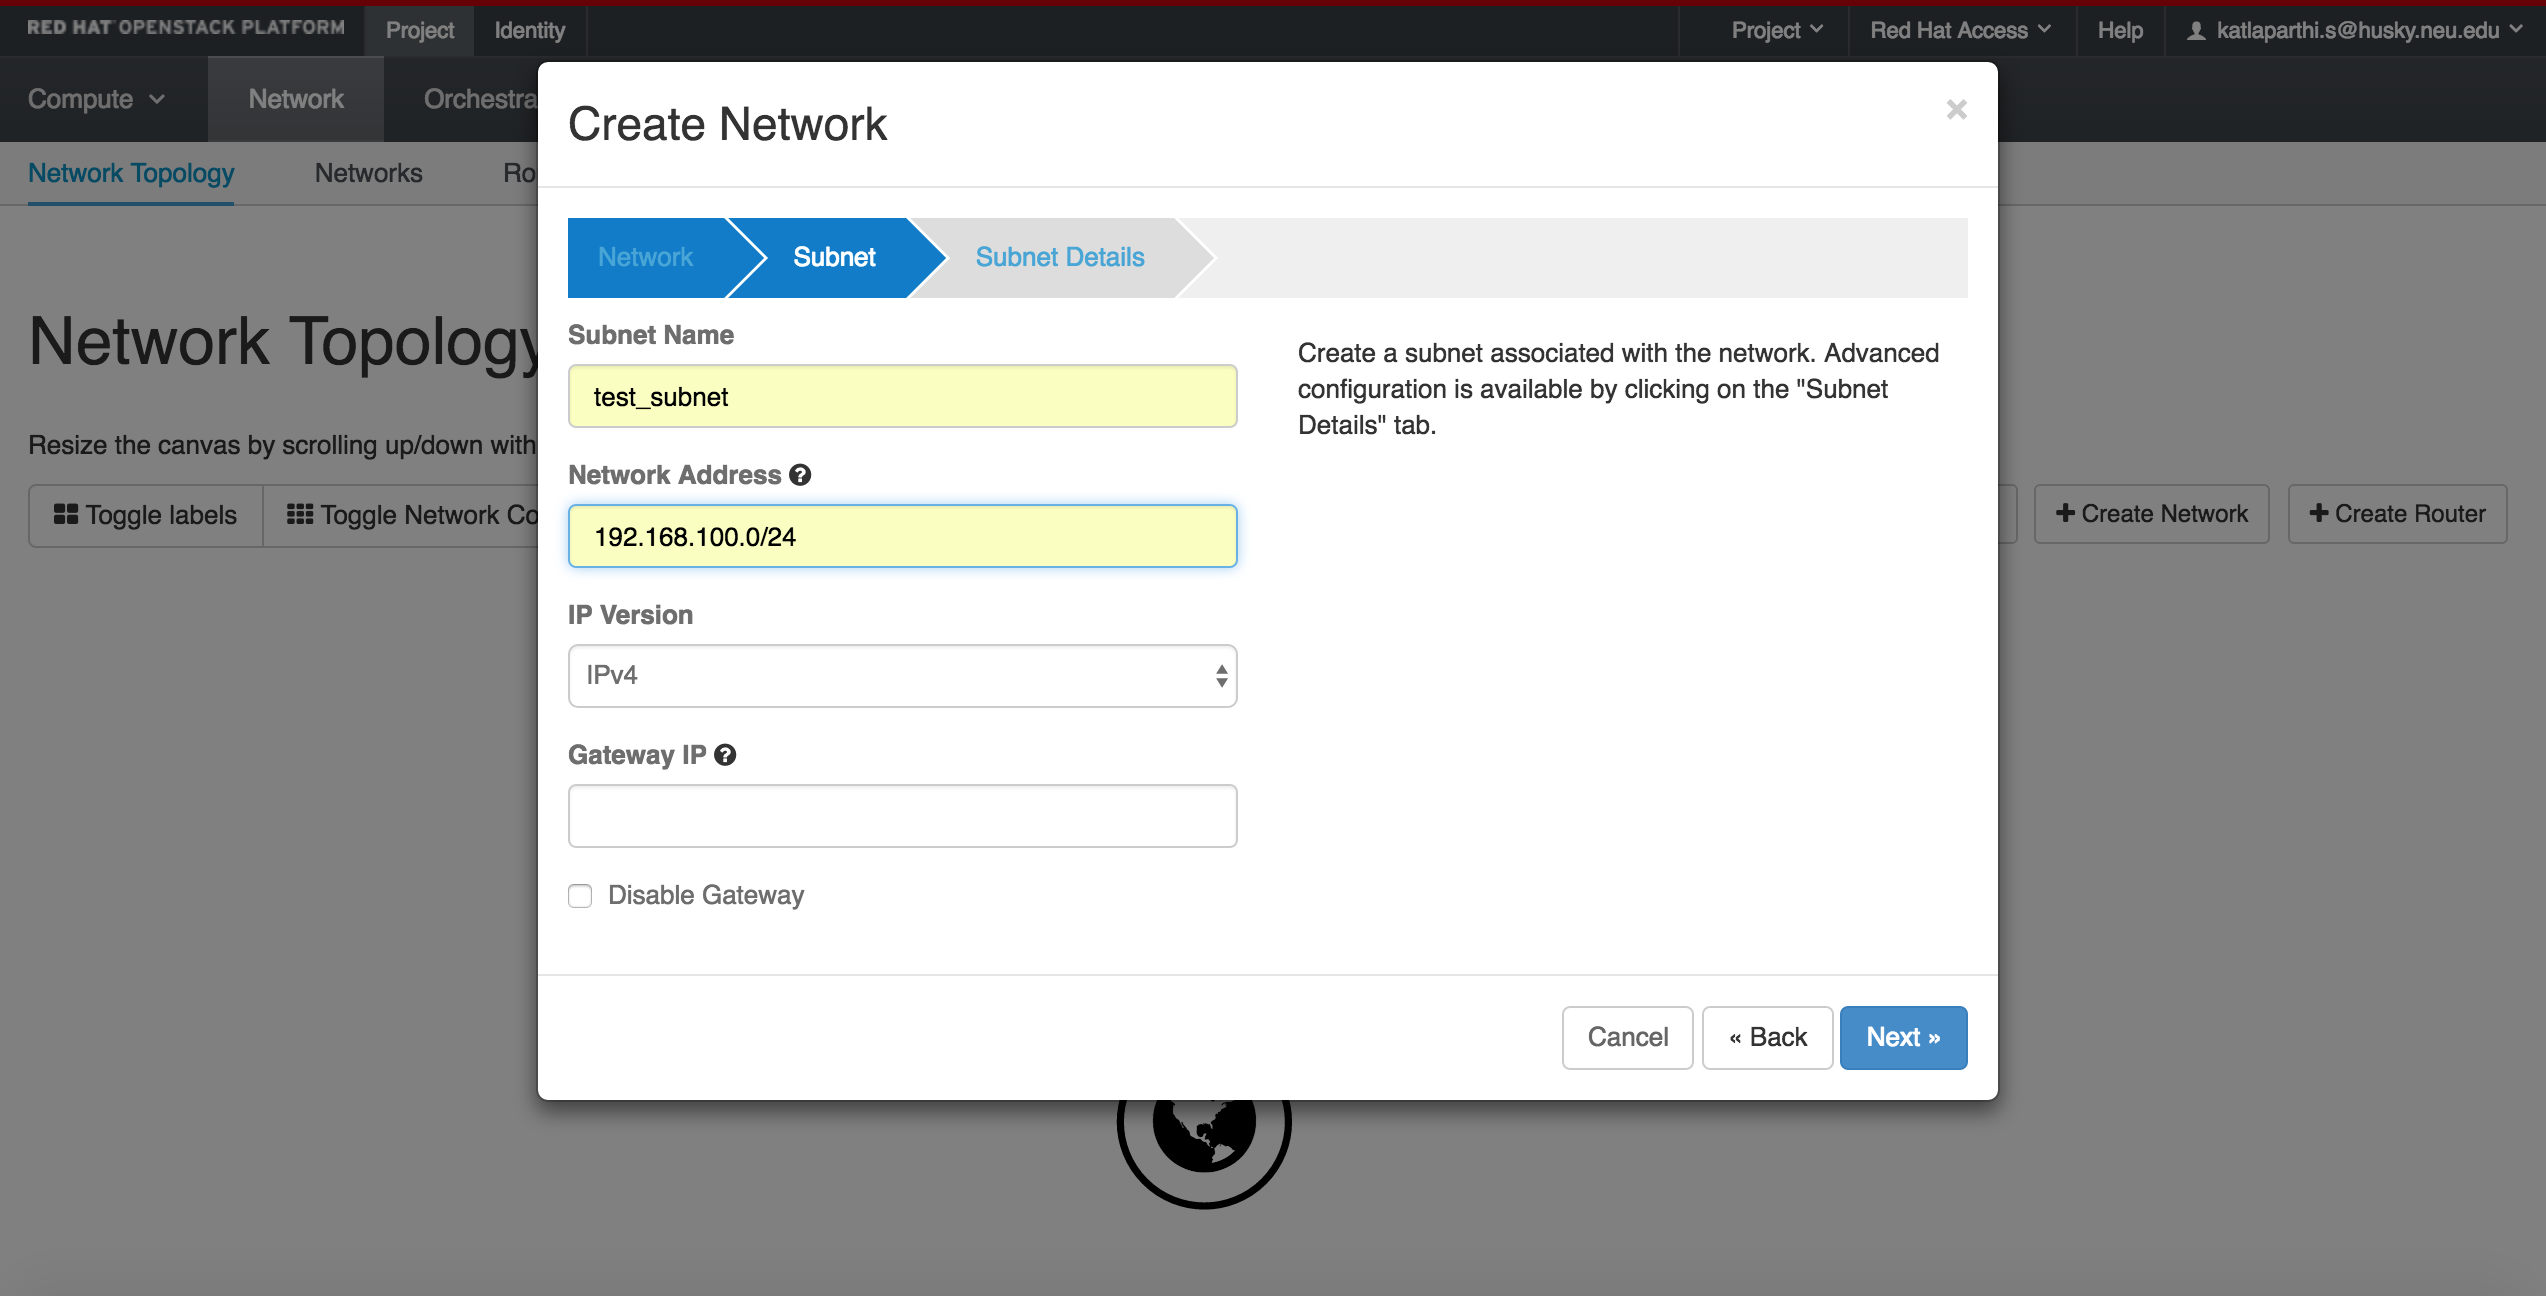 RED HAT OPENSTACK PLATFORM Project Identity Project Red Hat Access Help katlaparthi.s@husky.neu.edu
Compute Network Orchestra
Create Network ×
Network Topology Networks Ro
Network Subnet Subnet Details
Subnet Name
test_subnet
Create a subnet associated with the network. Advanced
configuration is available by clicking on the "Subnet
Details" tab.
Network Topology
Resize the canvas by scrolling up/down with
Network Address ?
192.168.100.0/24
Toggle labels Toggle Network Co + Create Network + Create Router
IP Version
IPv4
Gateway IP ?
Disable Gateway
Cancel « Back Next »